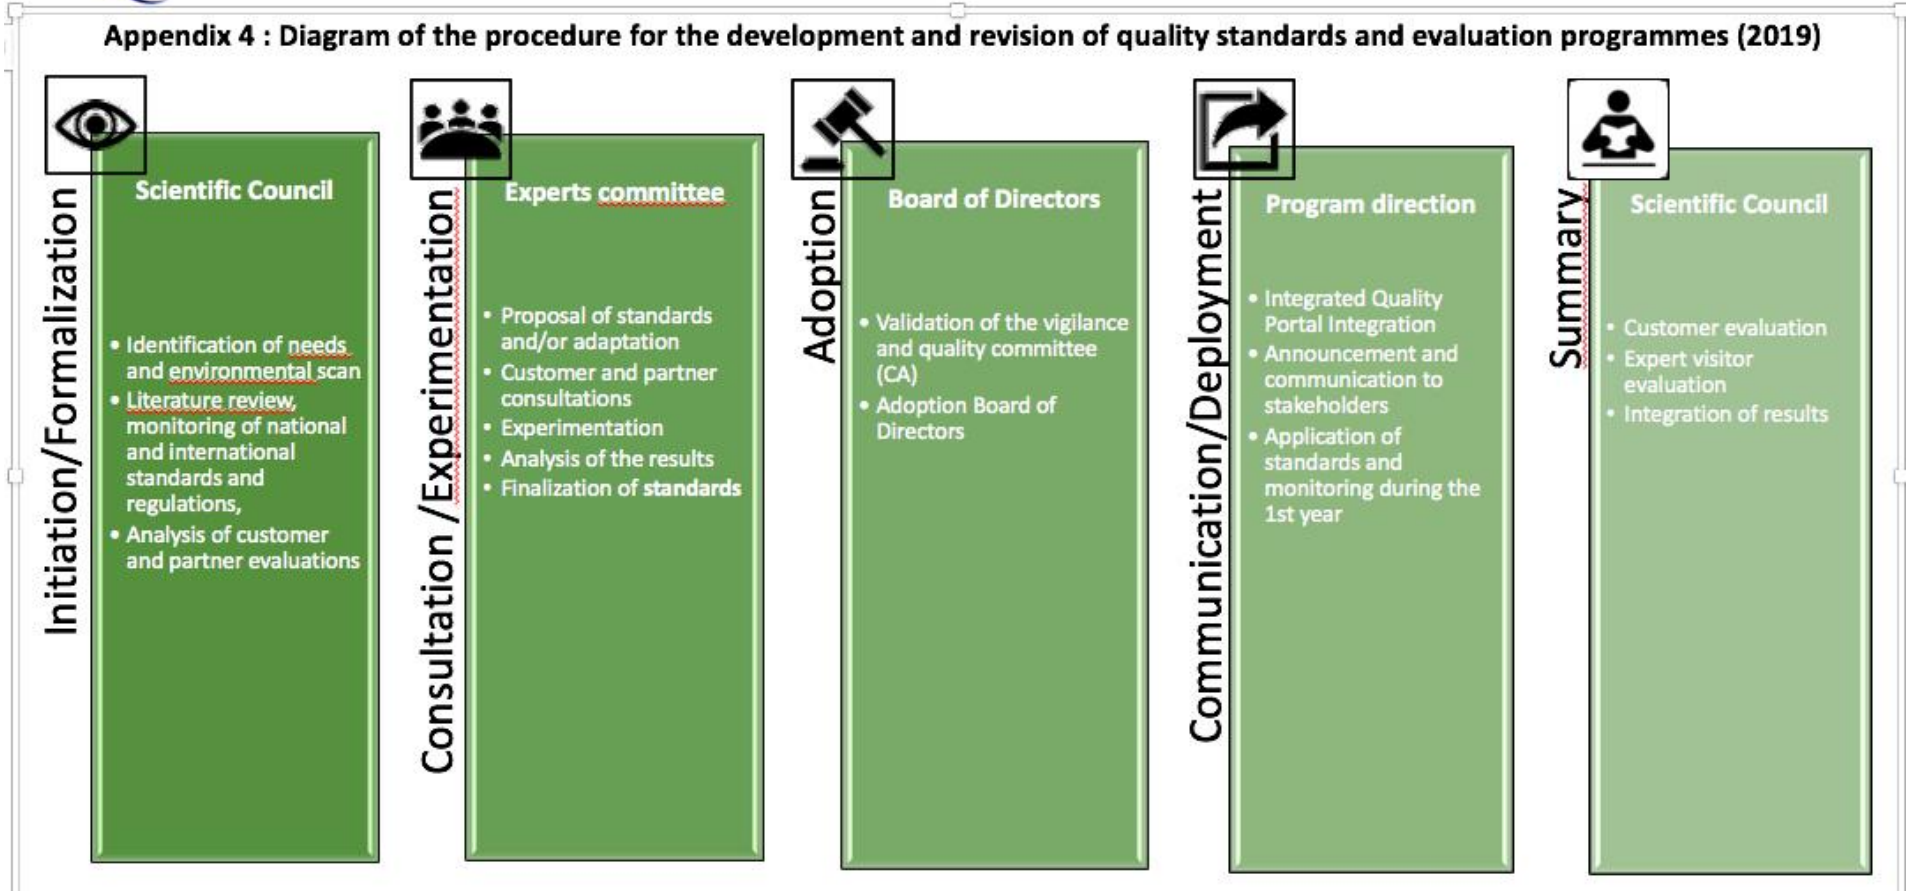 Appendix 4 : Diagram of the procedure for the development and revision of quality standards and evaluation programmes (2019)
Initiation/Formalization
Scientific Council
• Identification of needs
and environmental scan
• Literature review,
monitoring of national
and international
standards and
regulations,
• Analysis of customer
and partner evaluations
Consultation /Experimentation
Experts committee
• Proposal of standards
and/or adaptation
• Customer and partner
consultations
• Experimentation
• Analysis of the results
• Finalization of standards
Adoption
Board of Directors
• Validation of the vigilance
and quality committee
(CA)
• Adoption Board of
Directors
Communication/Deployment
Program direction
• Integrated Quality
Portal Integration
• Announcement and
communication to
stakeholders
• Application of
standards and
monitoring during the
1st year
Summary
Scientific Council
• Customer evaluation
• Expert visitor
evaluation
• Integration of results